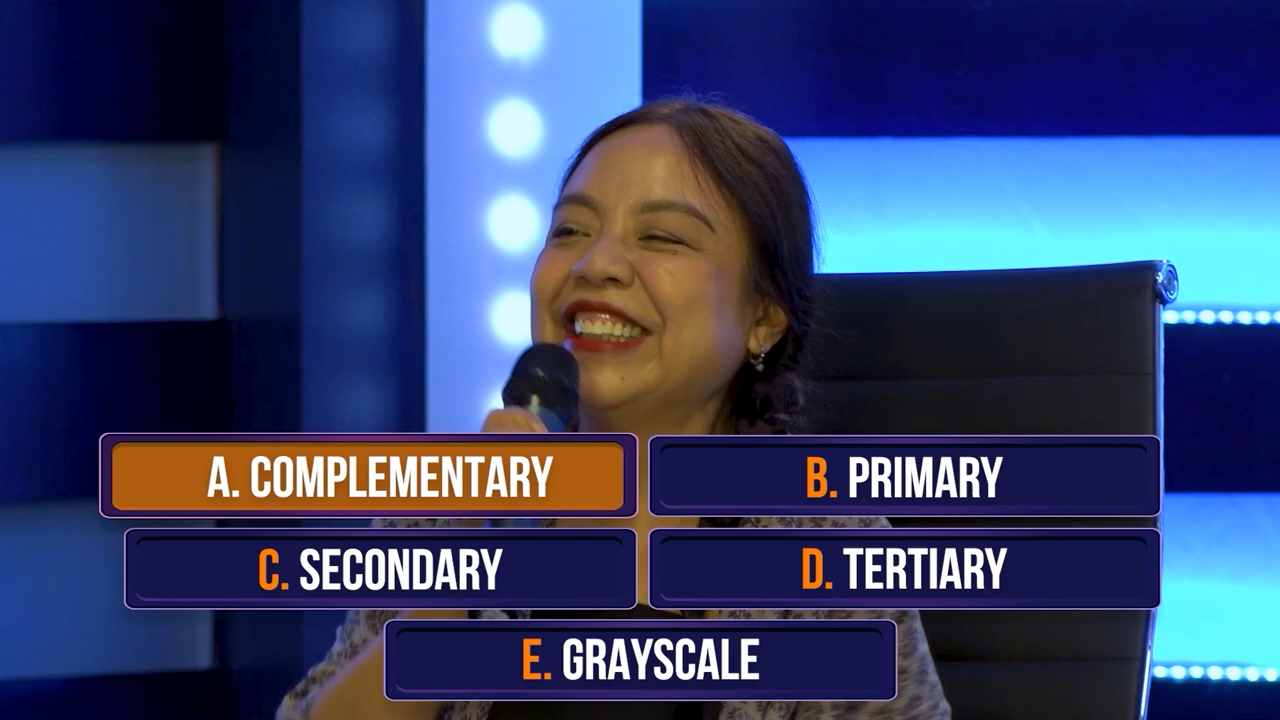 A. COMPLEMENTARY
B. PRIMARY
C. SECONDARY
D. TERTIARY
E. GRAYSCALE